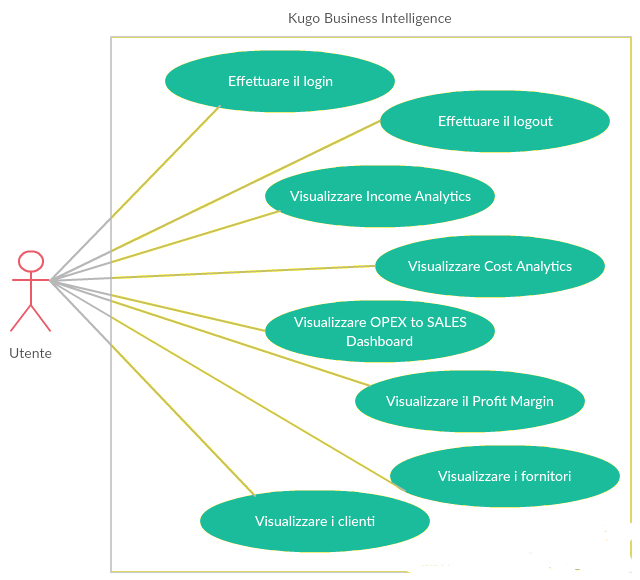 Kugo Business Intelligence
Effettuare il login
Effettuare il logout
Visualizzare Income Analytics
Visualizzare Cost Analytics
Visualizzare OPEX to SALES
Dashboard
Visualizzare il Profit Margin
Visualizzare i fornitori
Visualizzare i clienti
Utente